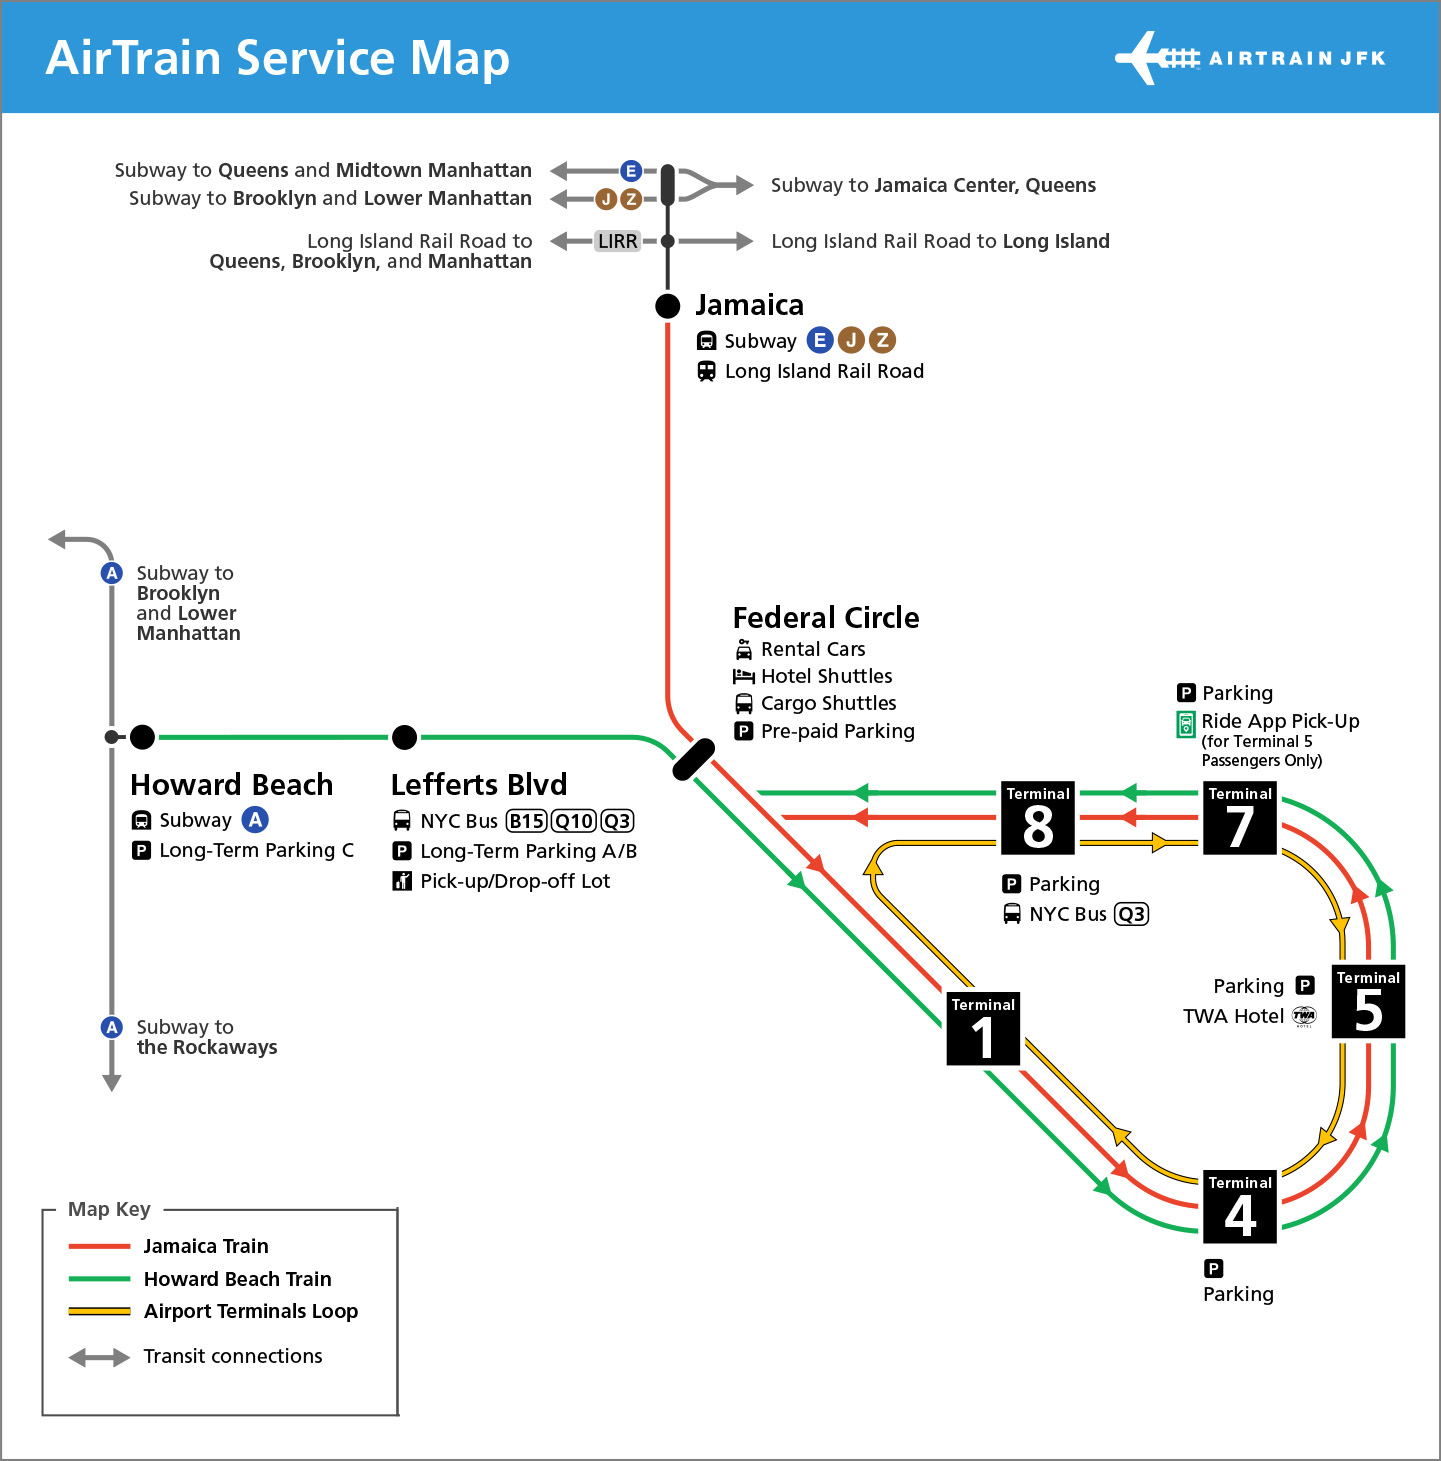 AirTrain Service Map
AIRTRAIN JFK
Subway to Queens and Midtown Manhattan
E
Subway to Brooklyn and Lower Manhattan
J Z
Subway to Jamaica Center, Queens
Long Island Rail Road to
Queens, Brooklyn, and Manhattan
LIRR
Long Island Rail Road to Long Island
Jamaica
Subway E J Z
Long Island Rail Road
A
Subway to
Brooklyn
and Lower
Manhattan
Federal Circle
Rental Cars
Hotel Shuttles
Cargo Shuttles
P Pre-paid Parking
Howard Beach
Subway A
P Long-Term Parking C
Lefferts Blvd
NYC Bus B15 Q10 Q3
P Long-Term Parking A/B
Pick-up/Drop-off Lot
P Parking
Ride App Pick-Up
(for Terminal 5
Passengers Only)
Terminal
8
Terminal
7
P Parking
NYC Bus Q3
Parking P
TWA Hotel TWA
HOTEL
Terminal
5
Terminal
1
A
Subway to
the Rockaways
Terminal
4
P
Parking
Map Key
Jamaica Train
Howard Beach Train
Airport Terminals Loop
Transit connections